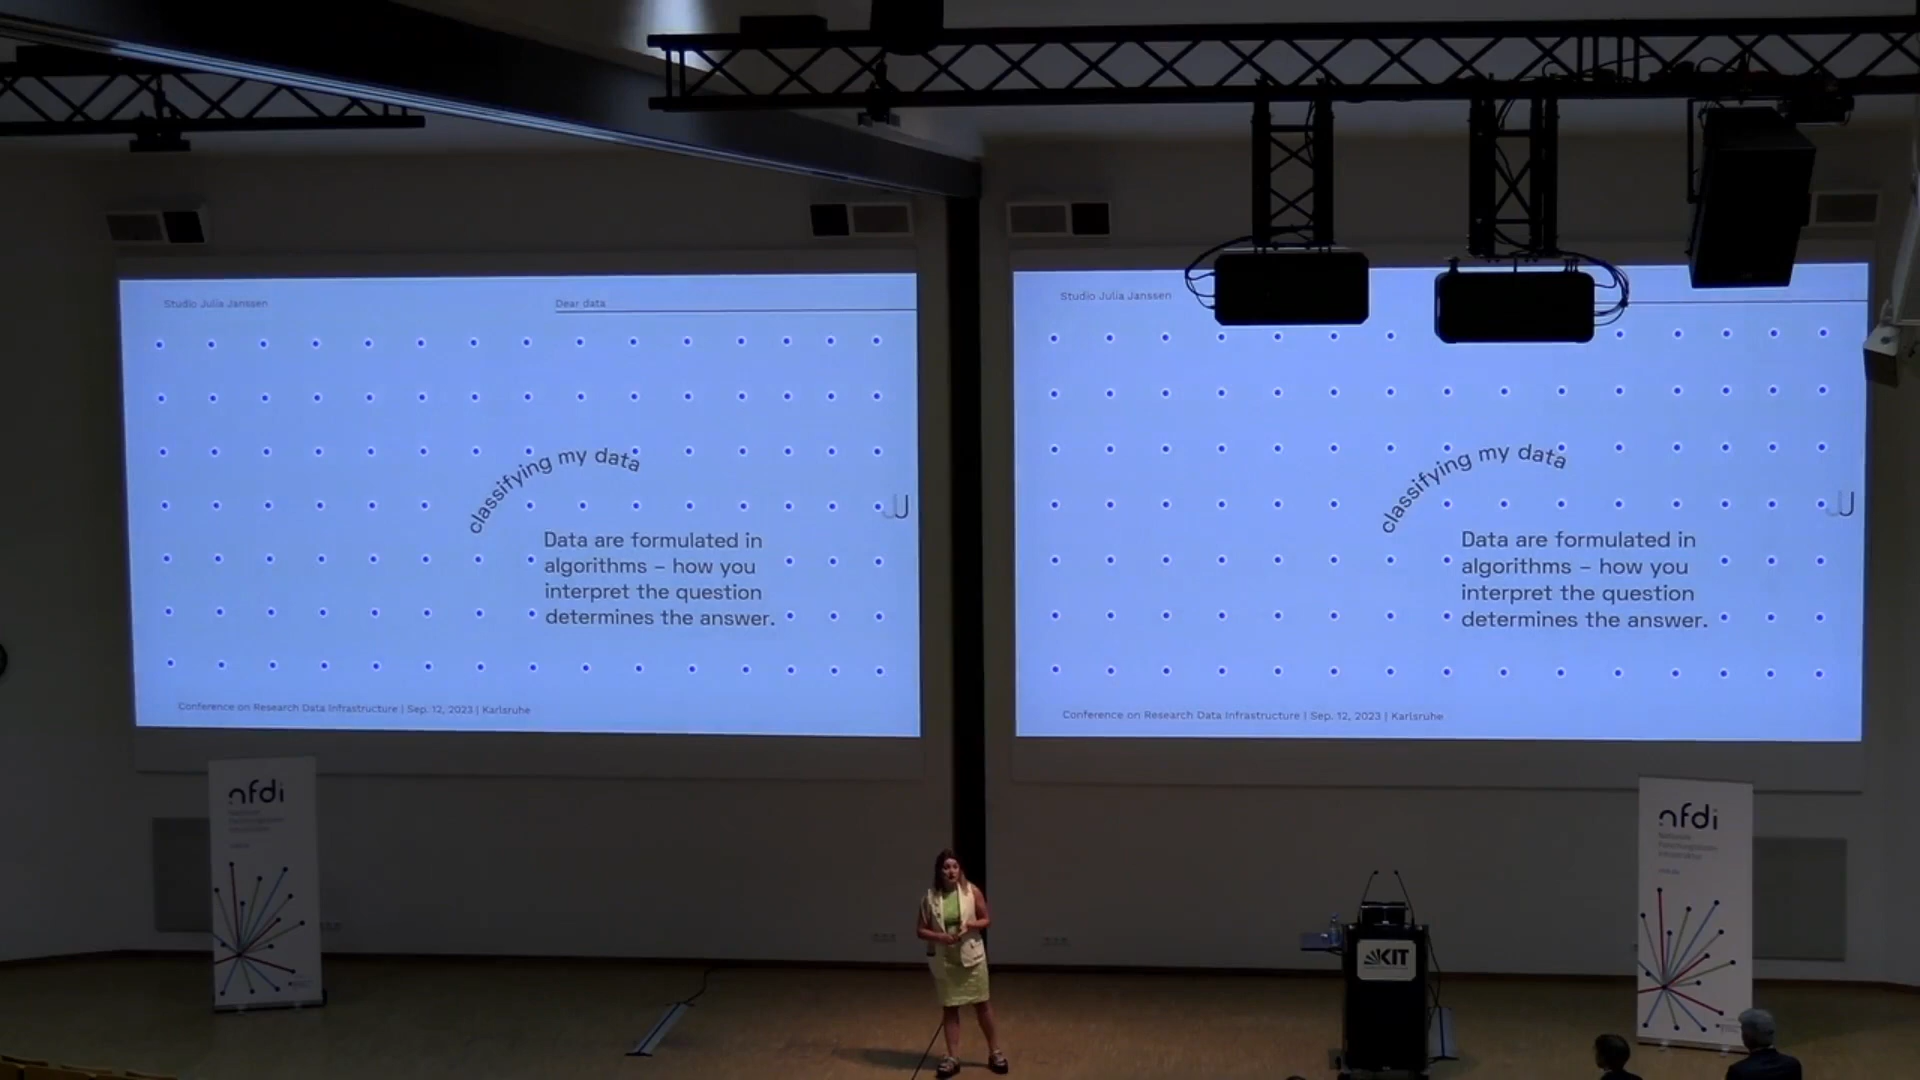 Studio Julia Janssen
Dear data
classifying my data
Data are formulated in
algorithms – how you
interpret the question
determines the answer.
JJ
Conference on Research Data Infrastructure | Sep. 12, 2023 | Karlsruhe
Studio Julia Janssen
classifying my data
Data are formulated in
algorithms – how you
interpret the question
determines the answer.
JJ
Conference on Research Data Infrastructure | Sep. 12, 2023 | Karlsruhe
nfdi
KIT
nfdi